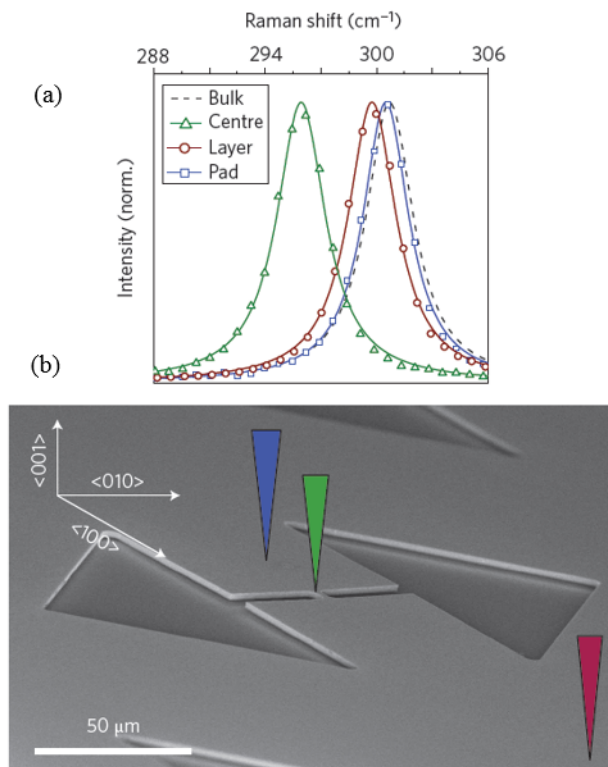 Raman shift (cm⁻¹)
288 294 300 306
(a)
Bulk
Centre
Layer
Pad
Intensity (norm.)
(b)
<001>
<010>
<100>
50 μm